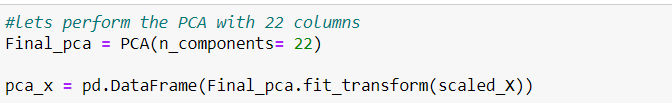 #lets perform the PCA with 22 columns
Final_pca = PCA(n_components= 22)
pca_x = pd.DataFrame(Final_pca.fit_transform(scaled_X))